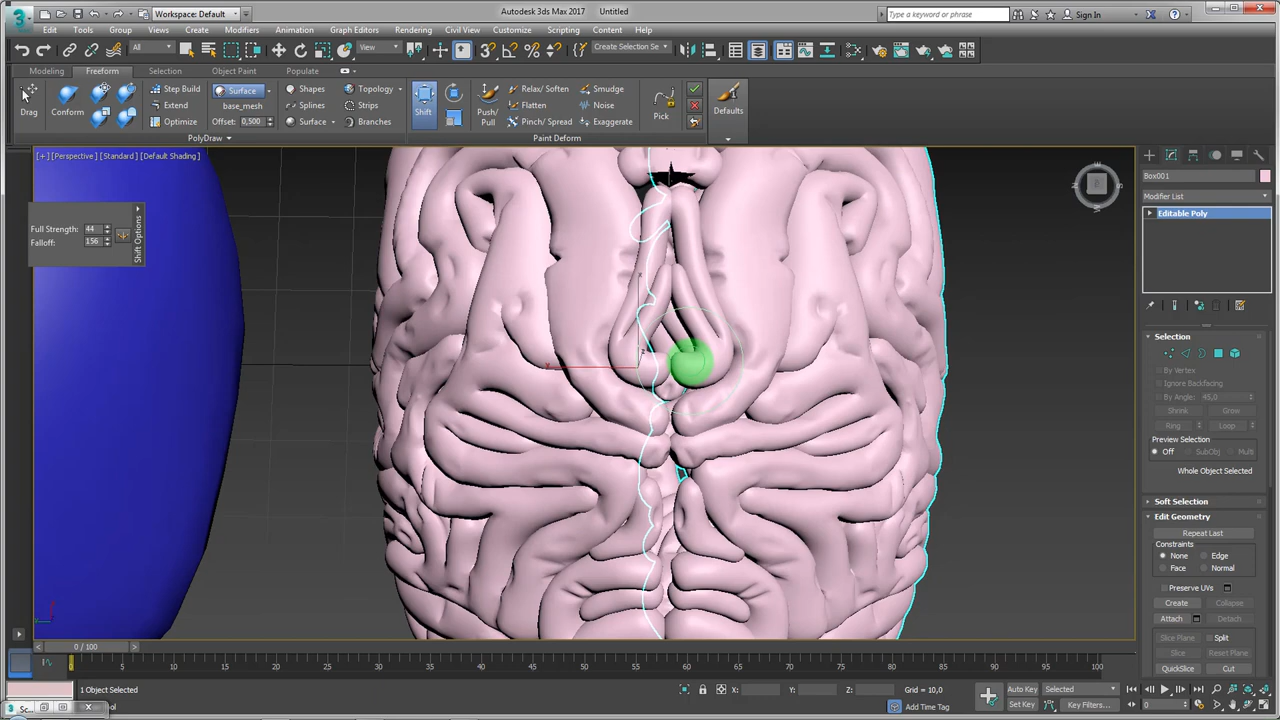 Workspace: Default
Autodesk 3ds Max 2017 Untitled
Type a keyword or phrase
Sign In
Edit Tools Group Views Create Modifiers Animation Graph Editors Rendering Civil View Customize Scripting Content Help
All
View
Create Selection Se
Modeling Freeform Selection Object Paint Populate
Drag
Conform
Step Build
Extend
Optimize
Surface
base_mesh
Offset: 0,500
Shapes
Splines
Surface
Topology
Strips
Branches
Shift
Push/
Pull
Relax/ Soften
Flatten
Pinch/ Spread
Smudge
Noise
Exaggerate
Pick
Defaults
PolyDraw
Paint Deform
[+] [Perspective] [Standard] [Default Shading]
Full Strength: 44
Falloff: 156
Shift Options
Box001
Modifier List
Editable Poly
Selection
By Vertex
Ignore Backfacing
By Angle: 45,0
Shrink Grow
Ring Loop
Preview Selection
Off SubObj Multi
Whole Object Selected
Soft Selection
Edit Geometry
Repeat Last
Constraints
None Edge
Face Normal
Preserve UVs
Create Collapse
Attach Detach
Slice Plane Split
Slice Reset Plane
QuickSlice Cut
0 / 100
0 5 10 15 20 25 30 35 40 45 50 55 60 65 70 75 80 85 90 95 100
1 Object Selected
X: Y: Z: Grid = 10,0
Add Time Tag
Auto Key Selected
Set Key Key Filters...
0